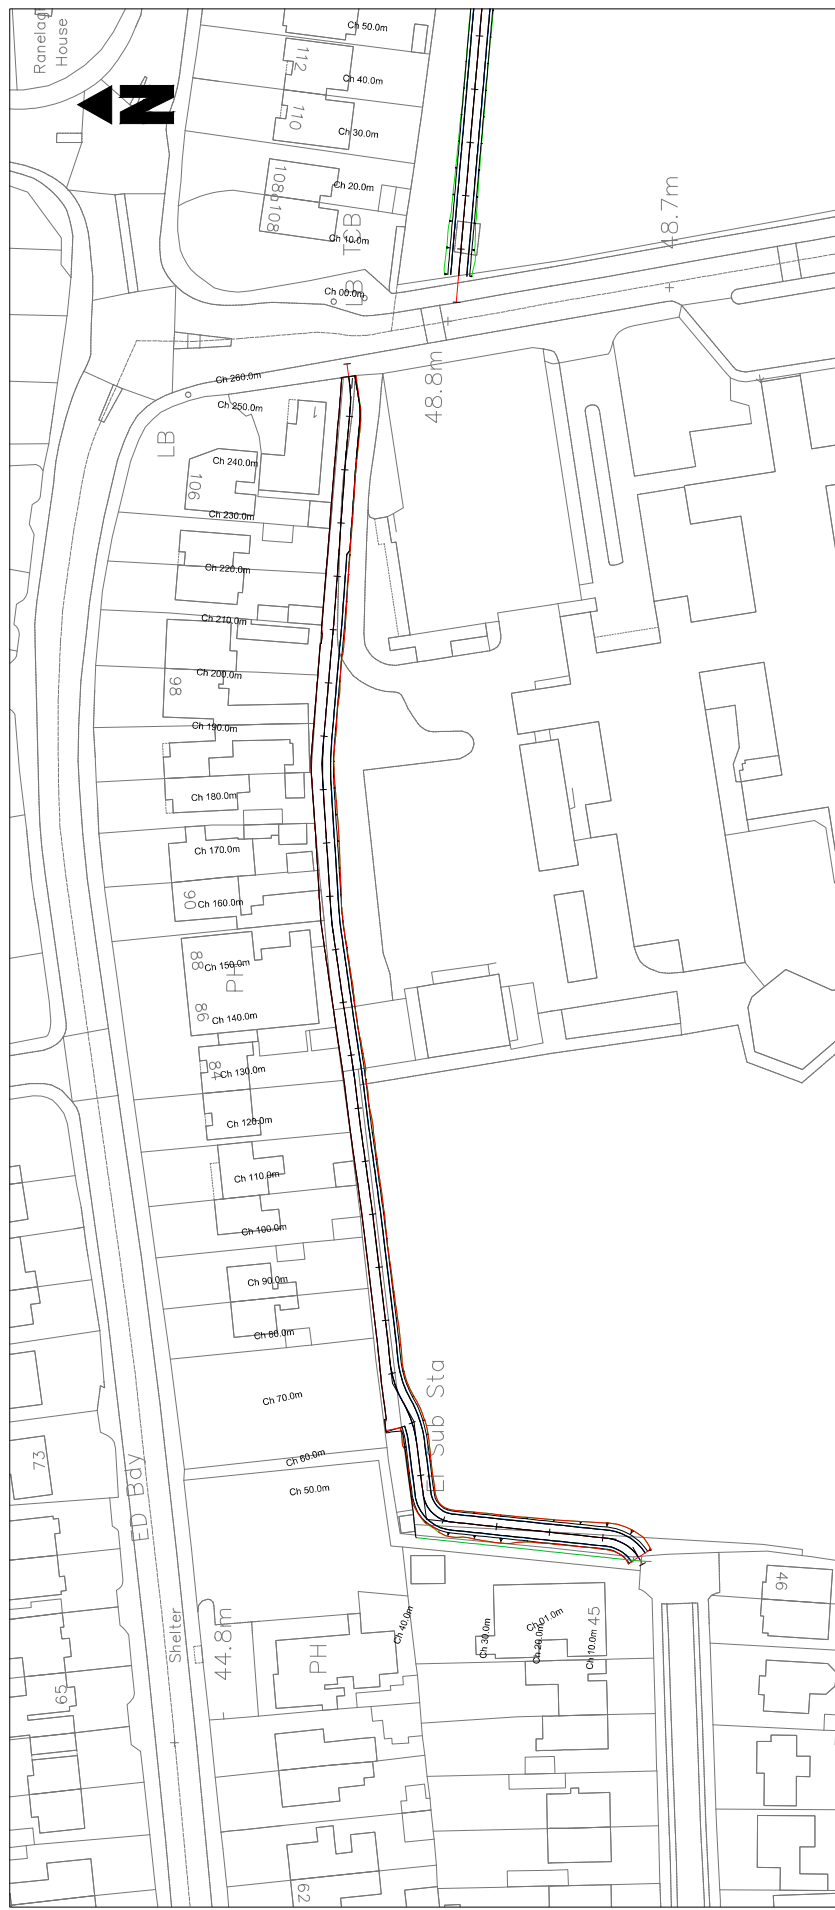 Ranelagh
House
N
Ch 50.0m
112
Ch 40.0m
110
Ch 30.0m
108a
108
Ch 20.0m
TCB
Ch 10.0m
48.7m
Ch 00.0m
LB
48.8m
Ch 260.0m
Ch 250.0m
1
LB
Ch 240.0m
106
Ch 230.0m
Ch 220.0m
Ch 210.0m
Ch 200.0m
98
Ch 190.0m
Ch 180.0m
Ch 170.0m
90
Ch 160.0m
88
Ch 150.0m
PH
86
Ch 140.0m
84
Ch 130.0m
Ch 120.0m
Ch 110.0m
Ch 100.0m
Ch 90.0m
Ch 80.0m
Ch 70.0m
El Sub Sta
73
ED Bay
Ch 60.0m
Ch 50.0m
46
Shelter
44.8m
Ch 40.0m
Ch 30.0m
Ch 01.0m
Ch 20.0m
45
Ch 10.0m
PH
65
62